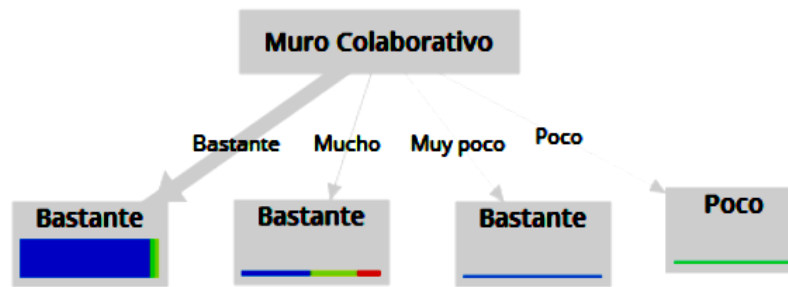 Muro Colaborativo
Bastante
Mucho
Muy poco
Poco
Bastante
Bastante
Bastante
Poco